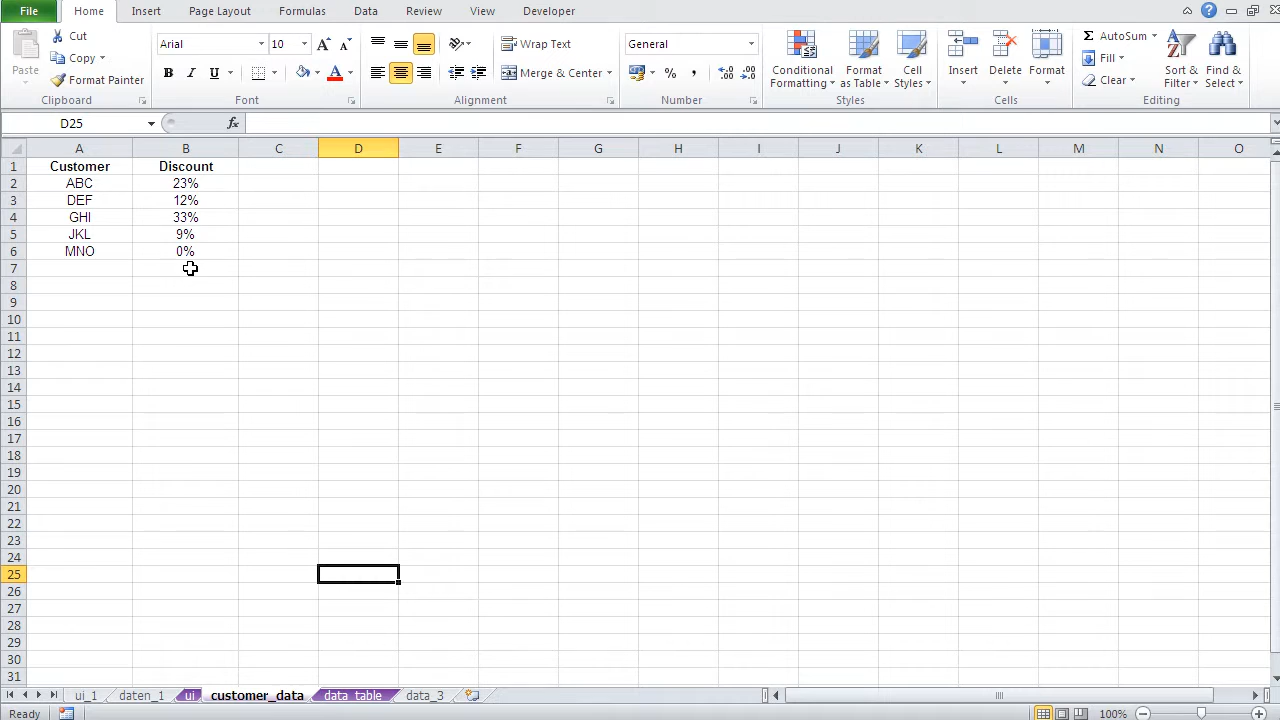 File Home Insert Page Layout Formulas Data Review View Developer
Paste Cut Copy Format Painter Clipboard
Arial 10 A A B I U A Font
Wrap Text Merge & Center Alignment
General % , .0 .00 .00 .0 Number
Conditional Formatting Format as Table Cell Styles Styles
Insert Delete Format Cells
Σ AutoSum Fill Clear Sort & Filter Find & Select Editing
D25 fx
A B C D E F G H I J K L M N O
1 Customer Discount
2 ABC 23%
3 DEF 12%
4 GHI 33%
5 JKL 9%
6 MNO 0%
7
8
9
10
11
12
13
14
15
16
17
18
19
20
21
22
23
24
25
26
27
28
29
30
31
ui_1 daten_1 ui customer_data data_table data_3
Ready 100%